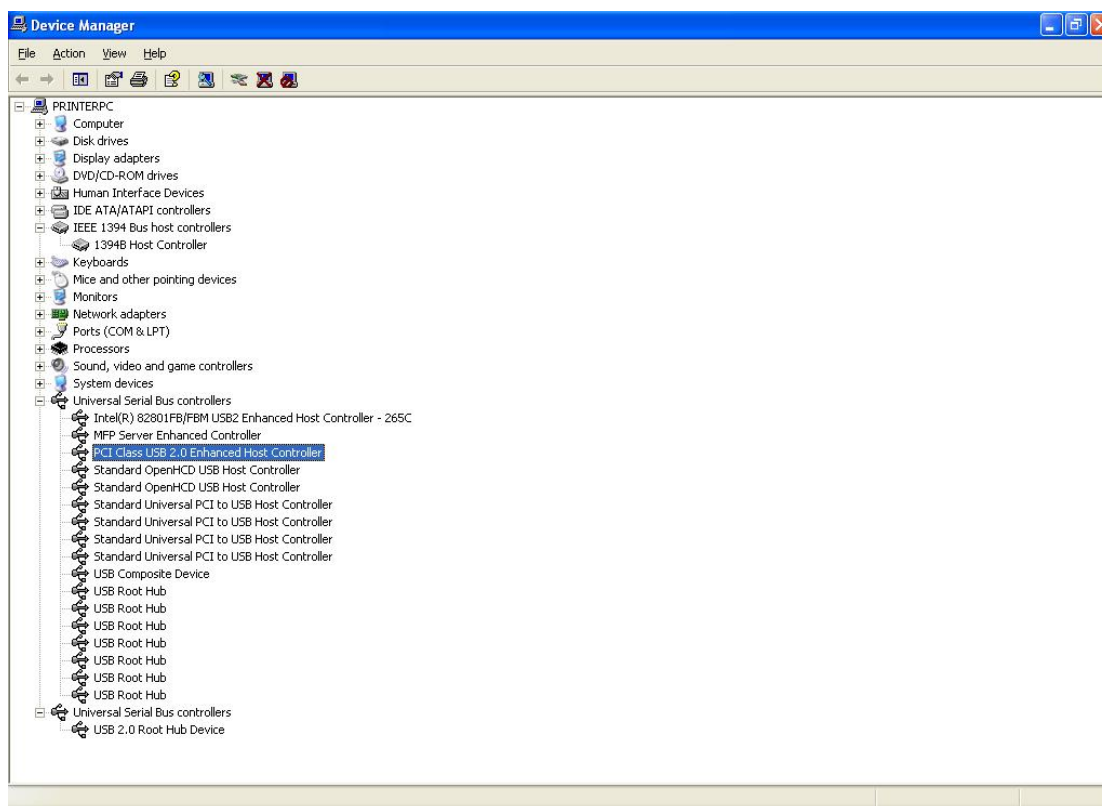 Device Manager
File Action View Help
PRINTERPC
Computer
Disk drives
Display adapters
DVD/CD-ROM drives
Human Interface Devices
IDE ATA/ATAPI controllers
IEEE 1394 Bus host controllers
1394B Host Controller
Keyboards
Mice and other pointing devices
Monitors
Network adapters
Ports (COM & LPT)
Processors
Sound, video and game controllers
System devices
Universal Serial Bus controllers
Intel(R) 82801FB/FBM USB2 Enhanced Host Controller - 265C
MFP Server Enhanced Controller
PCI Class USB 2.0 Enhanced Host Controller
Standard OpenHCD USB Host Controller
Standard OpenHCD USB Host Controller
Standard Universal PCI to USB Host Controller
Standard Universal PCI to USB Host Controller
Standard Universal PCI to USB Host Controller
Standard Universal PCI to USB Host Controller
USB Composite Device
USB Root Hub
USB Root Hub
USB Root Hub
USB Root Hub
USB Root Hub
USB Root Hub
USB Root Hub
Universal Serial Bus controllers
USB 2.0 Root Hub Device